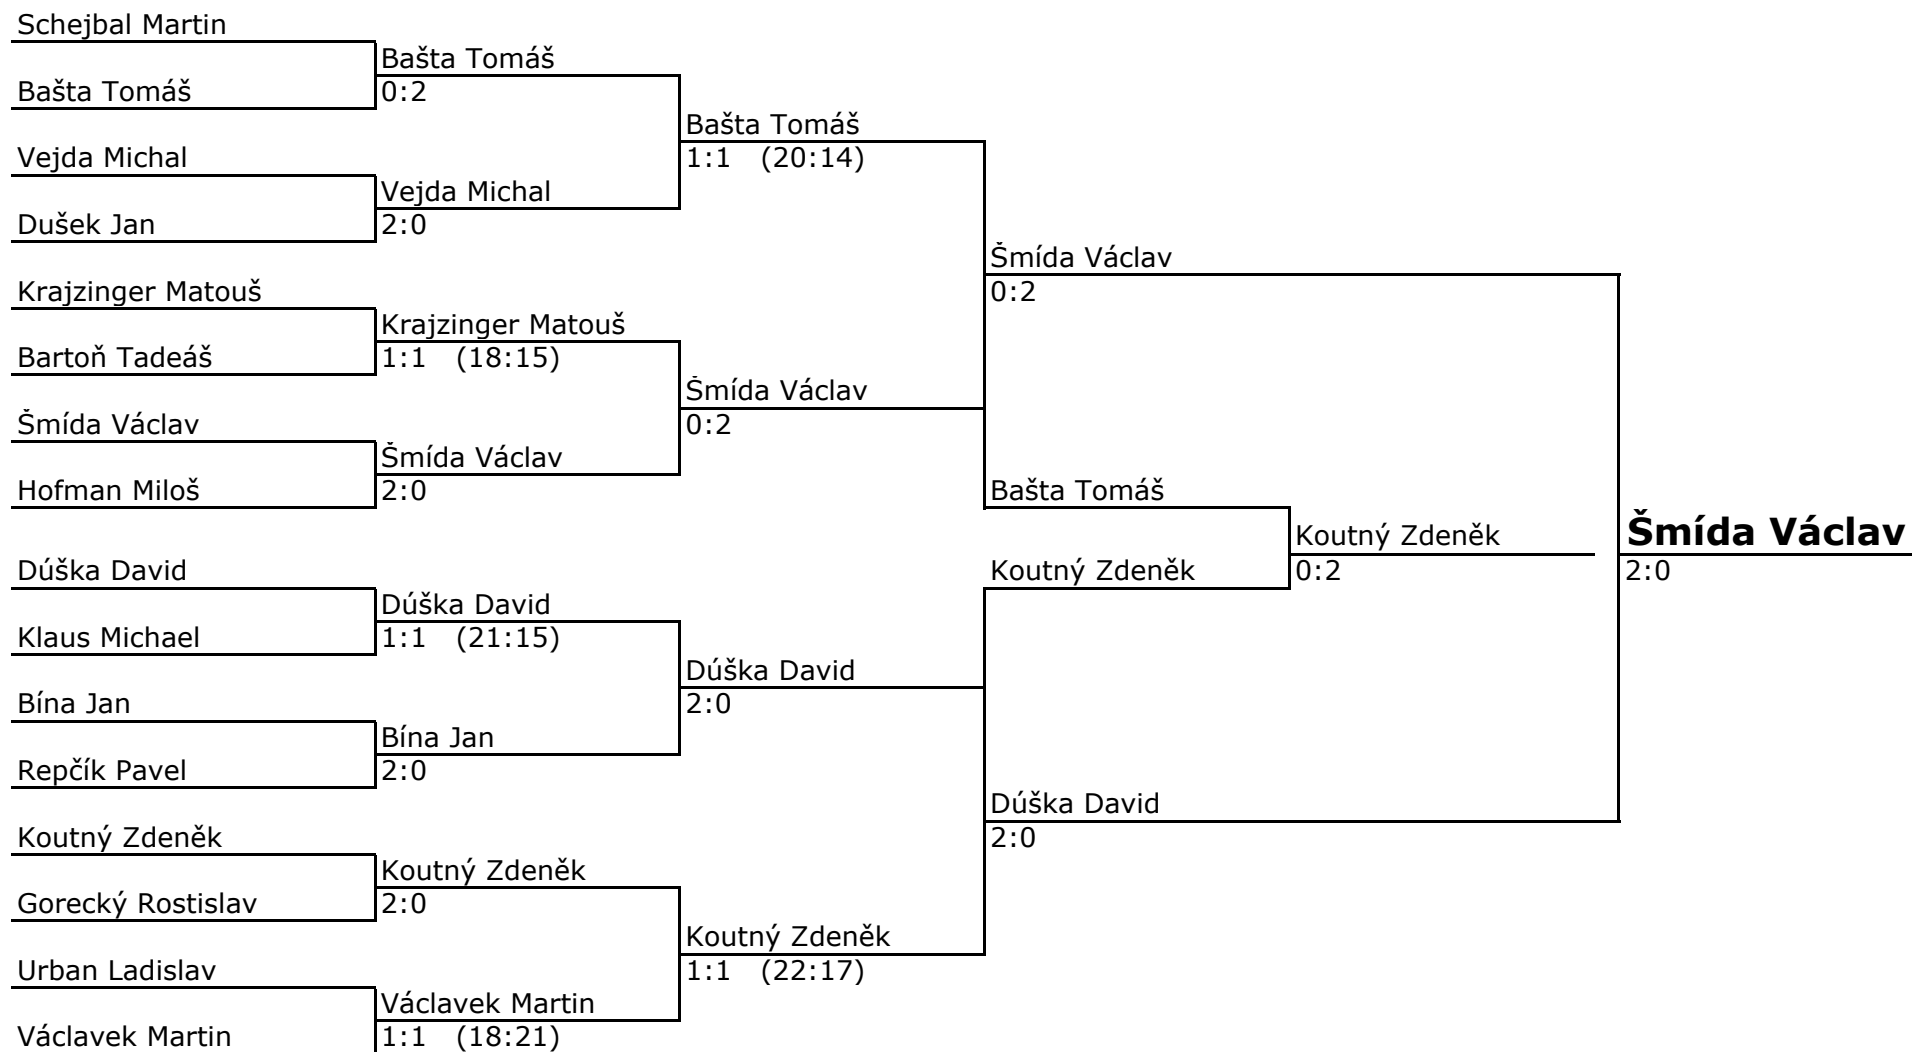 Schejbal Martin
Bašta Tomáš
Bašta Tomáš
0:2
Bašta Tomáš
1:1 (20:14)
Vejda Michal
Vejda Michal
Dušek Jan
2:0
Šmída Václav
0:2
Krajzinger Matouš
Krajzinger Matouš
Bartoň Tadeáš
1:1 (18:15)
Šmída Václav
0:2
Šmída Václav
Šmída Václav
Hofman Miloš
2:0
Bašta Tomáš
Koutný Zdeněk
Šmída Václav
Dúška David
Koutný Zdeněk
0:2
2:0
Dúška David
Klaus Michael
1:1 (21:15)
Dúška David
2:0
Bína Jan
Bína Jan
Repčík Pavel
2:0
Dúška David
2:0
Koutný Zdeněk
Koutný Zdeněk
Gorecký Rostislav
2:0
Koutný Zdeněk
1:1 (22:17)
Urban Ladislav
Václavek Martin
Václavek Martin
1:1 (18:21)